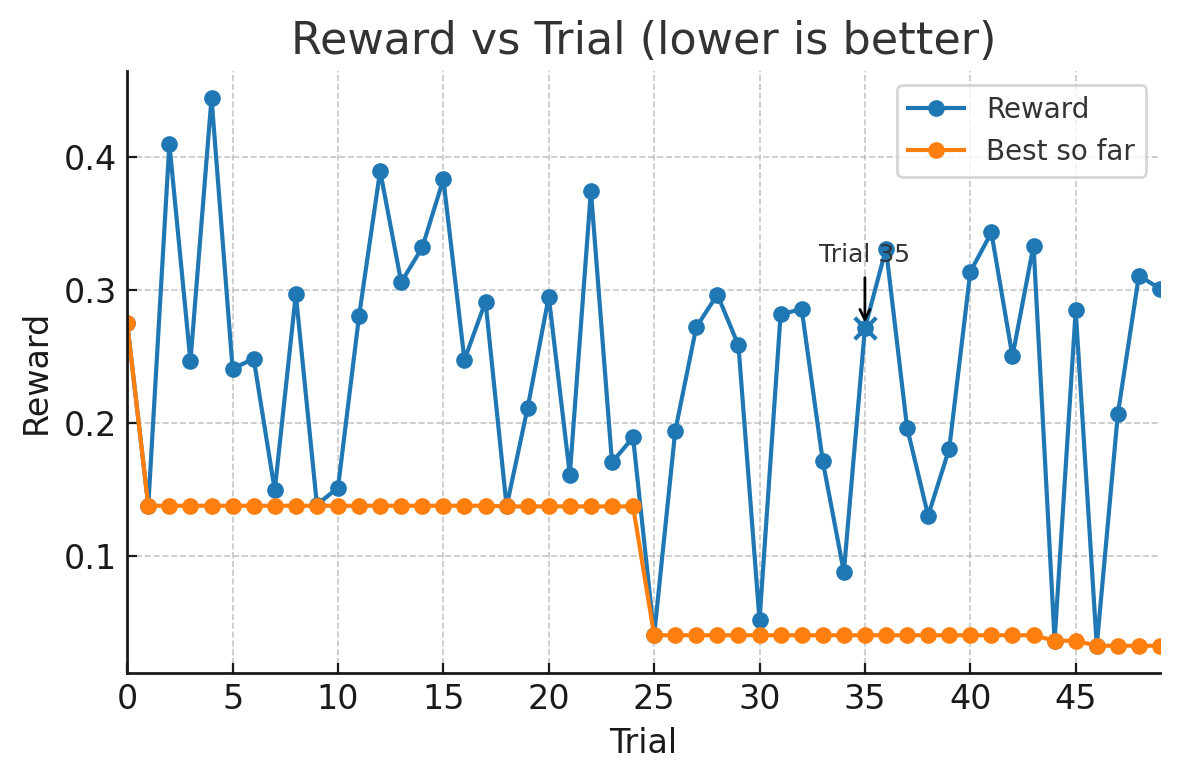 Reward vs Trial (lower is better)
Reward
Best so far
Trial 35
0.4
0.3
0.2
0.1
Reward
0 5 10 15 20 25 30 35 40 45
Trial